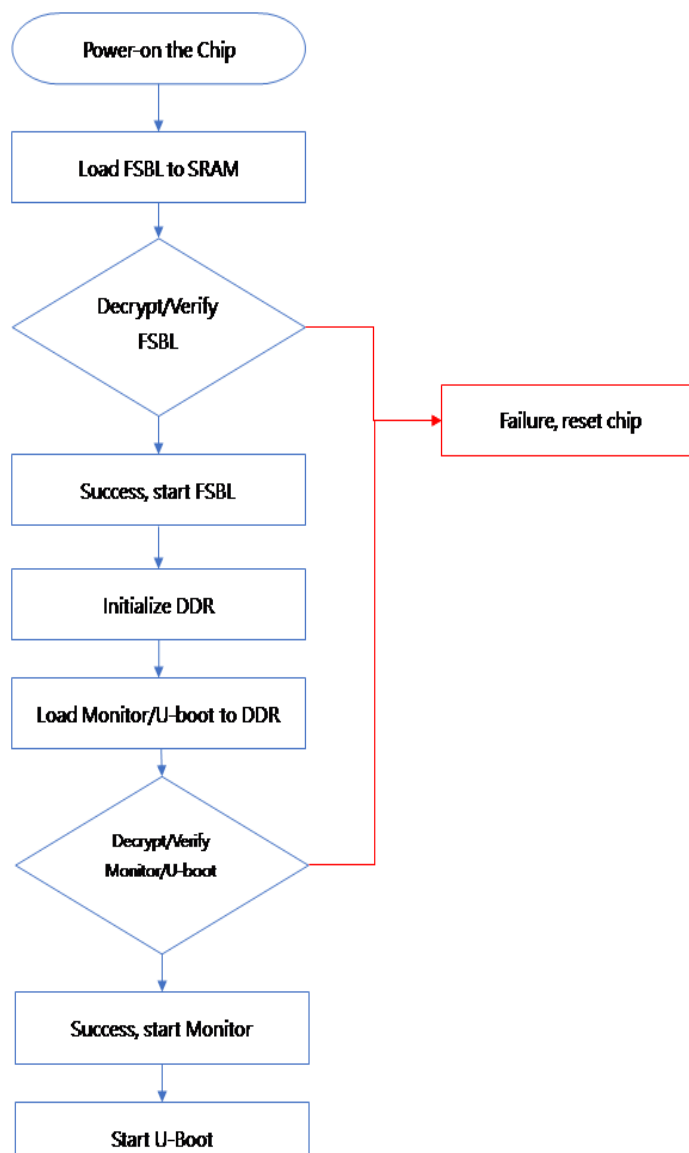 Power-on the Chip
Load FSBL to SRAM
Decrypt/Verify
FSBL
Failure, reset chip
Success, start FSBL
Initialize DDR
Load Monitor/U-boot to DDR
Decrypt/Verify
Monitor/U-boot
Success, start Monitor
Start U-Boot